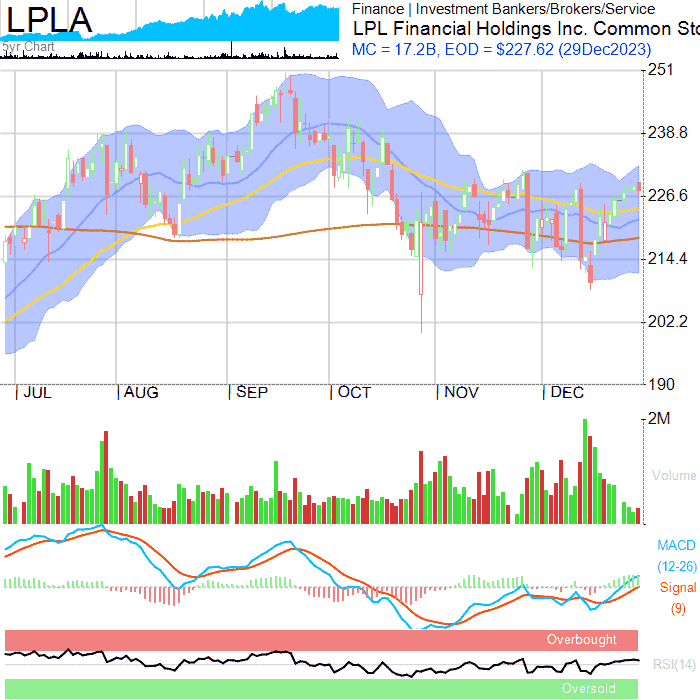 LPLA
5yr Chart
Finance | Investment Bankers/Brokers/Service
LPL Financial Holdings Inc. Common Sto
MC = 17.2B, EOD = $227.62 (29Dec2023)
251
238.8
226.6
214.4
202.2
190
| JUL | AUG | SEP | OCT | NOV | DEC
2M
Volume
MACD
(12-26)
Signal
(9)
Overbought
RSI(14)
Oversold